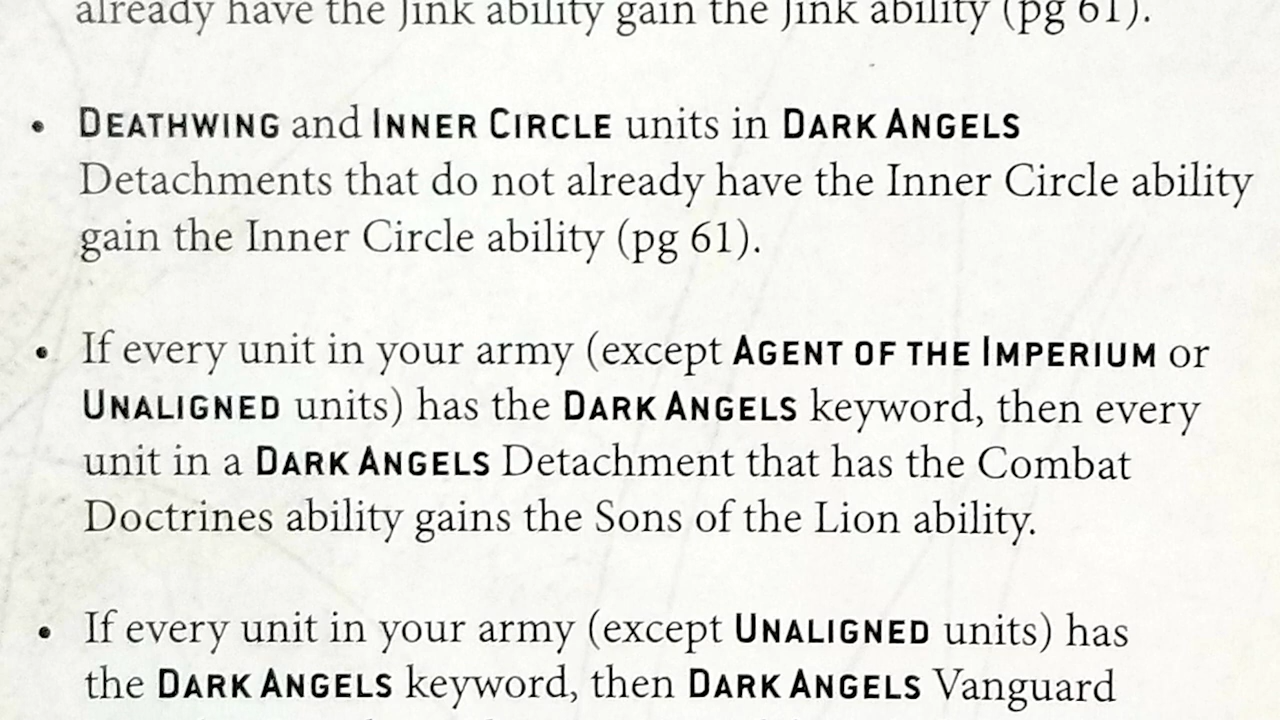 already have the Jink ability gain the Jink ability (pg 61).
• DEATHWING and INNER CIRCLE units in DARK ANGELS
Detachments that do not already have the Inner Circle ability
gain the Inner Circle ability (pg 61).
• If every unit in your army (except AGENT OF THE IMPERIUM or
UNALIGNED units) has the DARK ANGELS keyword, then every
unit in a DARK ANGELS Detachment that has the Combat
Doctrines ability gains the Sons of the Lion ability.
• If every unit in your army (except UNALIGNED units) has
the DARK ANGELS keyword, then DARK ANGELS Vanguard